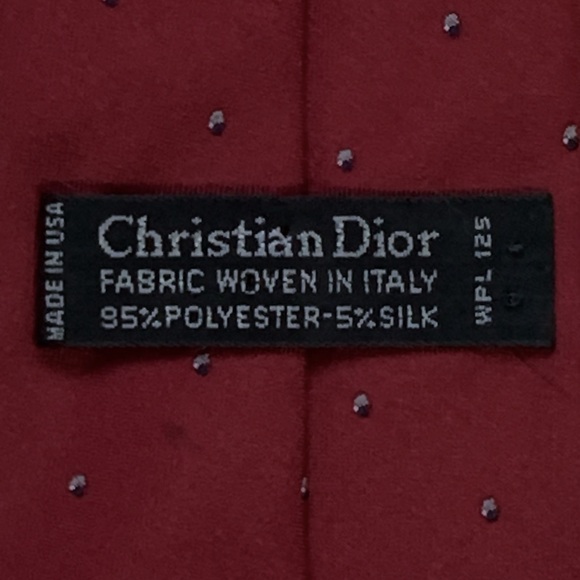 MADE IN USA
Christian Dior
FABRIC WOVEN IN ITALY
95%POLYESTER-5%SILK
WPL 125